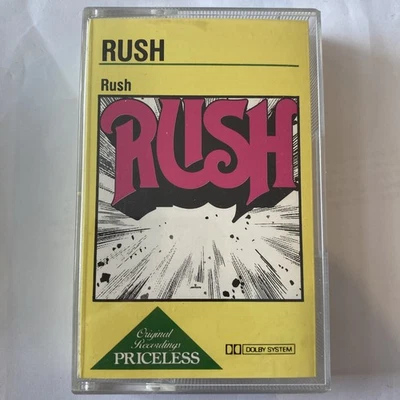 RUSH
Rush
RUSH
Original
Recordings
PRICELESS
DOLBY SYSTEM